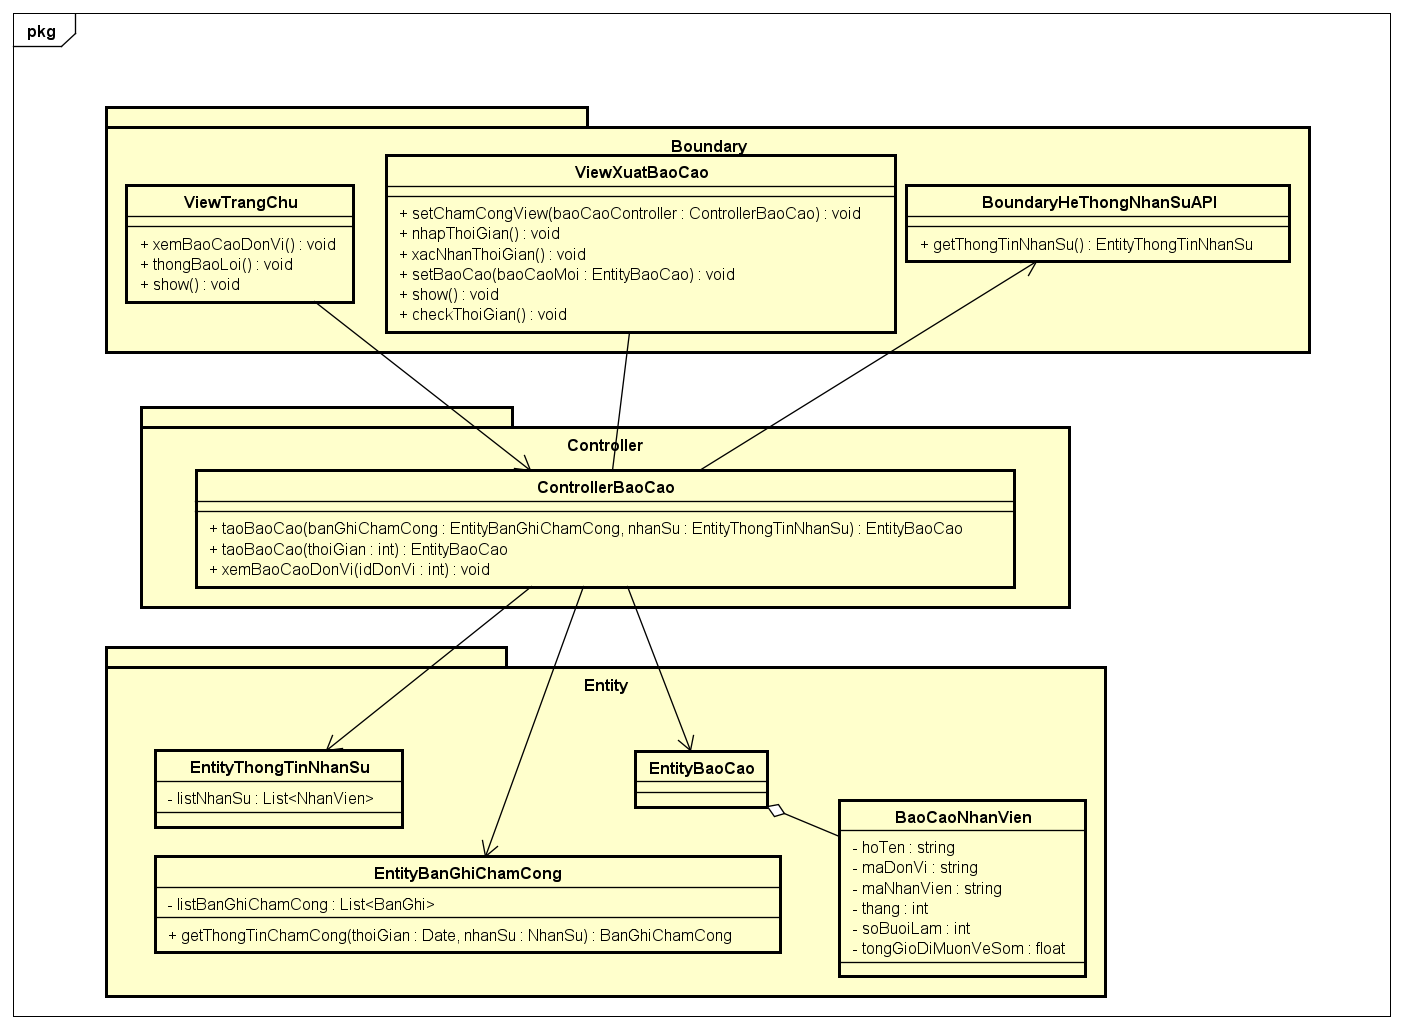 pkg
Boundary
ViewTrangChu
+ xemBaoCaoDonVi() : void
+ thongBaoLoi() : void
+ show() : void
ViewXuatBaoCao
+ setChamCongView(baoCaoController : ControllerBaoCao) : void
+ nhapThoiGian() : void
+ xacNhanThoiGian() : void
+ setBaoCao(baoCaoMoi : EntityBaoCao) : void
+ show() : void
+ checkThoiGian() : void
BoundaryHeThongNhanSuAPI
+ getThongTinNhanSu() : EntityThongTinNhanSu
Controller
ControllerBaoCao
+ taoBaoCao(banGhiChamCong : EntityBanGhiChamCong, nhanSu : EntityThongTinNhanSu) : EntityBaoCao
+ taoBaoCao(thoiGian : int) : EntityBaoCao
+ xemBaoCaoDonVi(idDonVi : int) : void
Entity
EntityThongTinNhanSu
- listNhanSu : List<NhanVien>
EntityBaoCao
BaoCaoNhanVien
- hoTen : string
- maDonVi : string
- maNhanVien : string
- thang : int
- soBuoiLam : int
- tongGioDiMuonVeSom : float
EntityBanGhiChamCong
- listBanGhiChamCong : List<BanGhi>
+ getThongTinChamCong(thoiGian : Date, nhanSu : NhanSu) : BanGhiChamCong